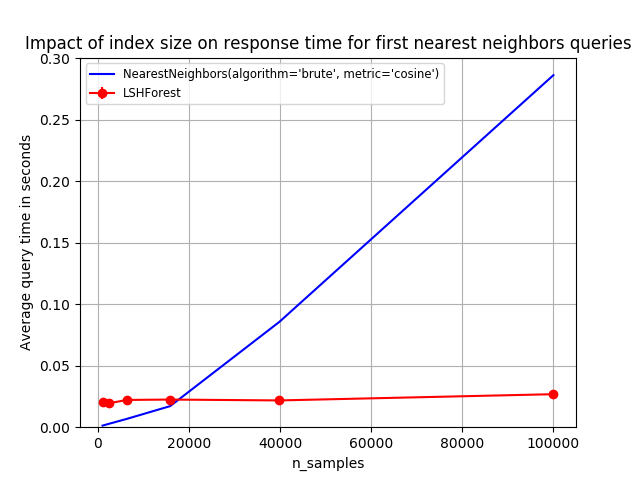 Impact of index size on response time for first nearest neighbors queries
NearestNeighbors(algorithm='brute', metric='cosine')
LSHForest
Average query time in seconds
0.30
0.25
0.20
0.15
0.10
0.05
0.00
0 20000 40000 60000 80000 100000
n_samples